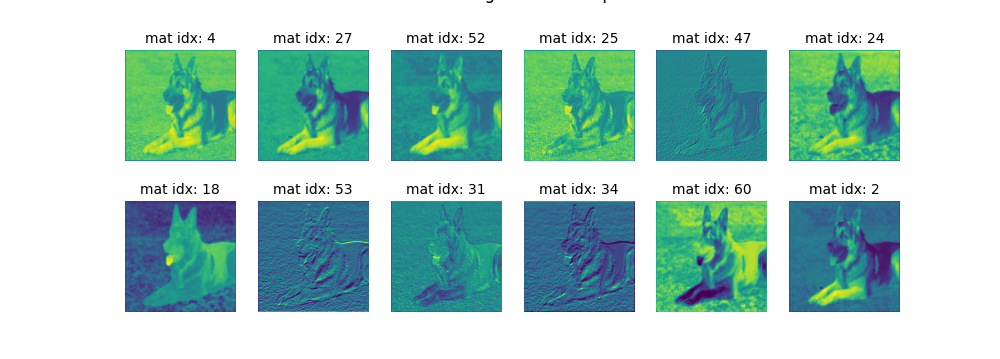 mat idx: 4
mat idx: 27
mat idx: 52
mat idx: 25
mat idx: 47
mat idx: 24
mat idx: 18
mat idx: 53
mat idx: 31
mat idx: 34
mat idx: 60
mat idx: 2